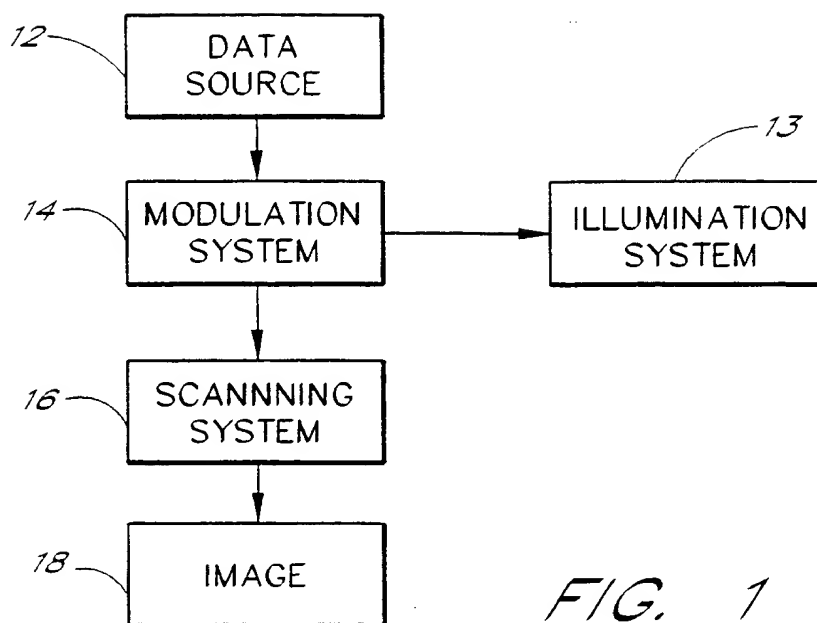 12
DATA
SOURCE
13
14
MODULATION
SYSTEM
ILLUMINATION
SYSTEM
16
SCANNNING
SYSTEM
18
IMAGE
FIG. 1